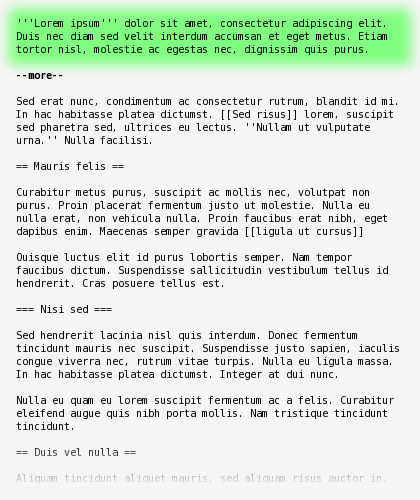 '''Lorem ipsum''' dolor sit amet, consectetur adipiscing elit.
Duis nec diam sed velit interdum accumsan et eget metus. Etiam
tortor nisl, molestie ac egestas nec, dignissim quis purus.
--more--
Sed erat nunc, condimentum ac consectetur rutrum, blandit id mi.
In hac habitasse platea dictumst. [[Sed risus]] lorem, suscipit
sed pharetra sed, ultrices eu lectus. ''Nullam ut vulputate
urna.'' Nulla facilisi.
== Mauris felis ==
Curabitur metus purus, suscipit ac mollis nec, volutpat non
purus. Proin placerat fermentum justo ut molestie. Nulla eu
nulla erat, non vehicula nulla. Proin faucibus erat nibh, eget
dapibus enim. Maecenas semper gravida [[ligula ut cursus]]
Quisque luctus elit id purus lobortis semper. Nam tempor
faucibus dictum. Suspendisse sallicitudin vestibulum tellus id
hendrerit. Cras posuere tellus est.
=== Nisi sed ===
Sed hendrerit lacinia nisl quis interdum. Donec fermentum
tincidunt mauris nec suscipit. Suspendisse justo sapien, iaculis
congue viverra nec, rutrum vitae turpis. Nulla eu ligula massa.
In hac habitasse platea dictumst. Integer at dui nunc.
Nulla eu quam eu lorem suscipit fermentum ac a felis. Curabitur
eleifend augue quis nibh porta mollis. Nam tristique tincidunt
tincidunt.
== Duis vel nulla ==
Aliquam tincidunt aliquet mauris, sed aliquam risus auctor in.